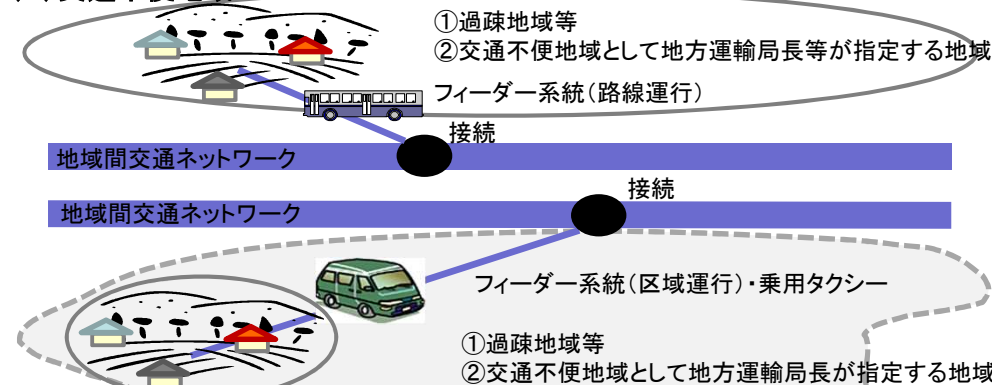 ①過疎地域等
②交通不便地域として地方運輸局長等が指定する地域
フィーダー系統(路線運行)
接続
地域間交通ネットワーク
接続
地域間交通ネットワーク
フィーダー系統(区域運行)・乗用タクシー
①過疎地域等
②交通不便地域として地方運輸局長が指定する地域